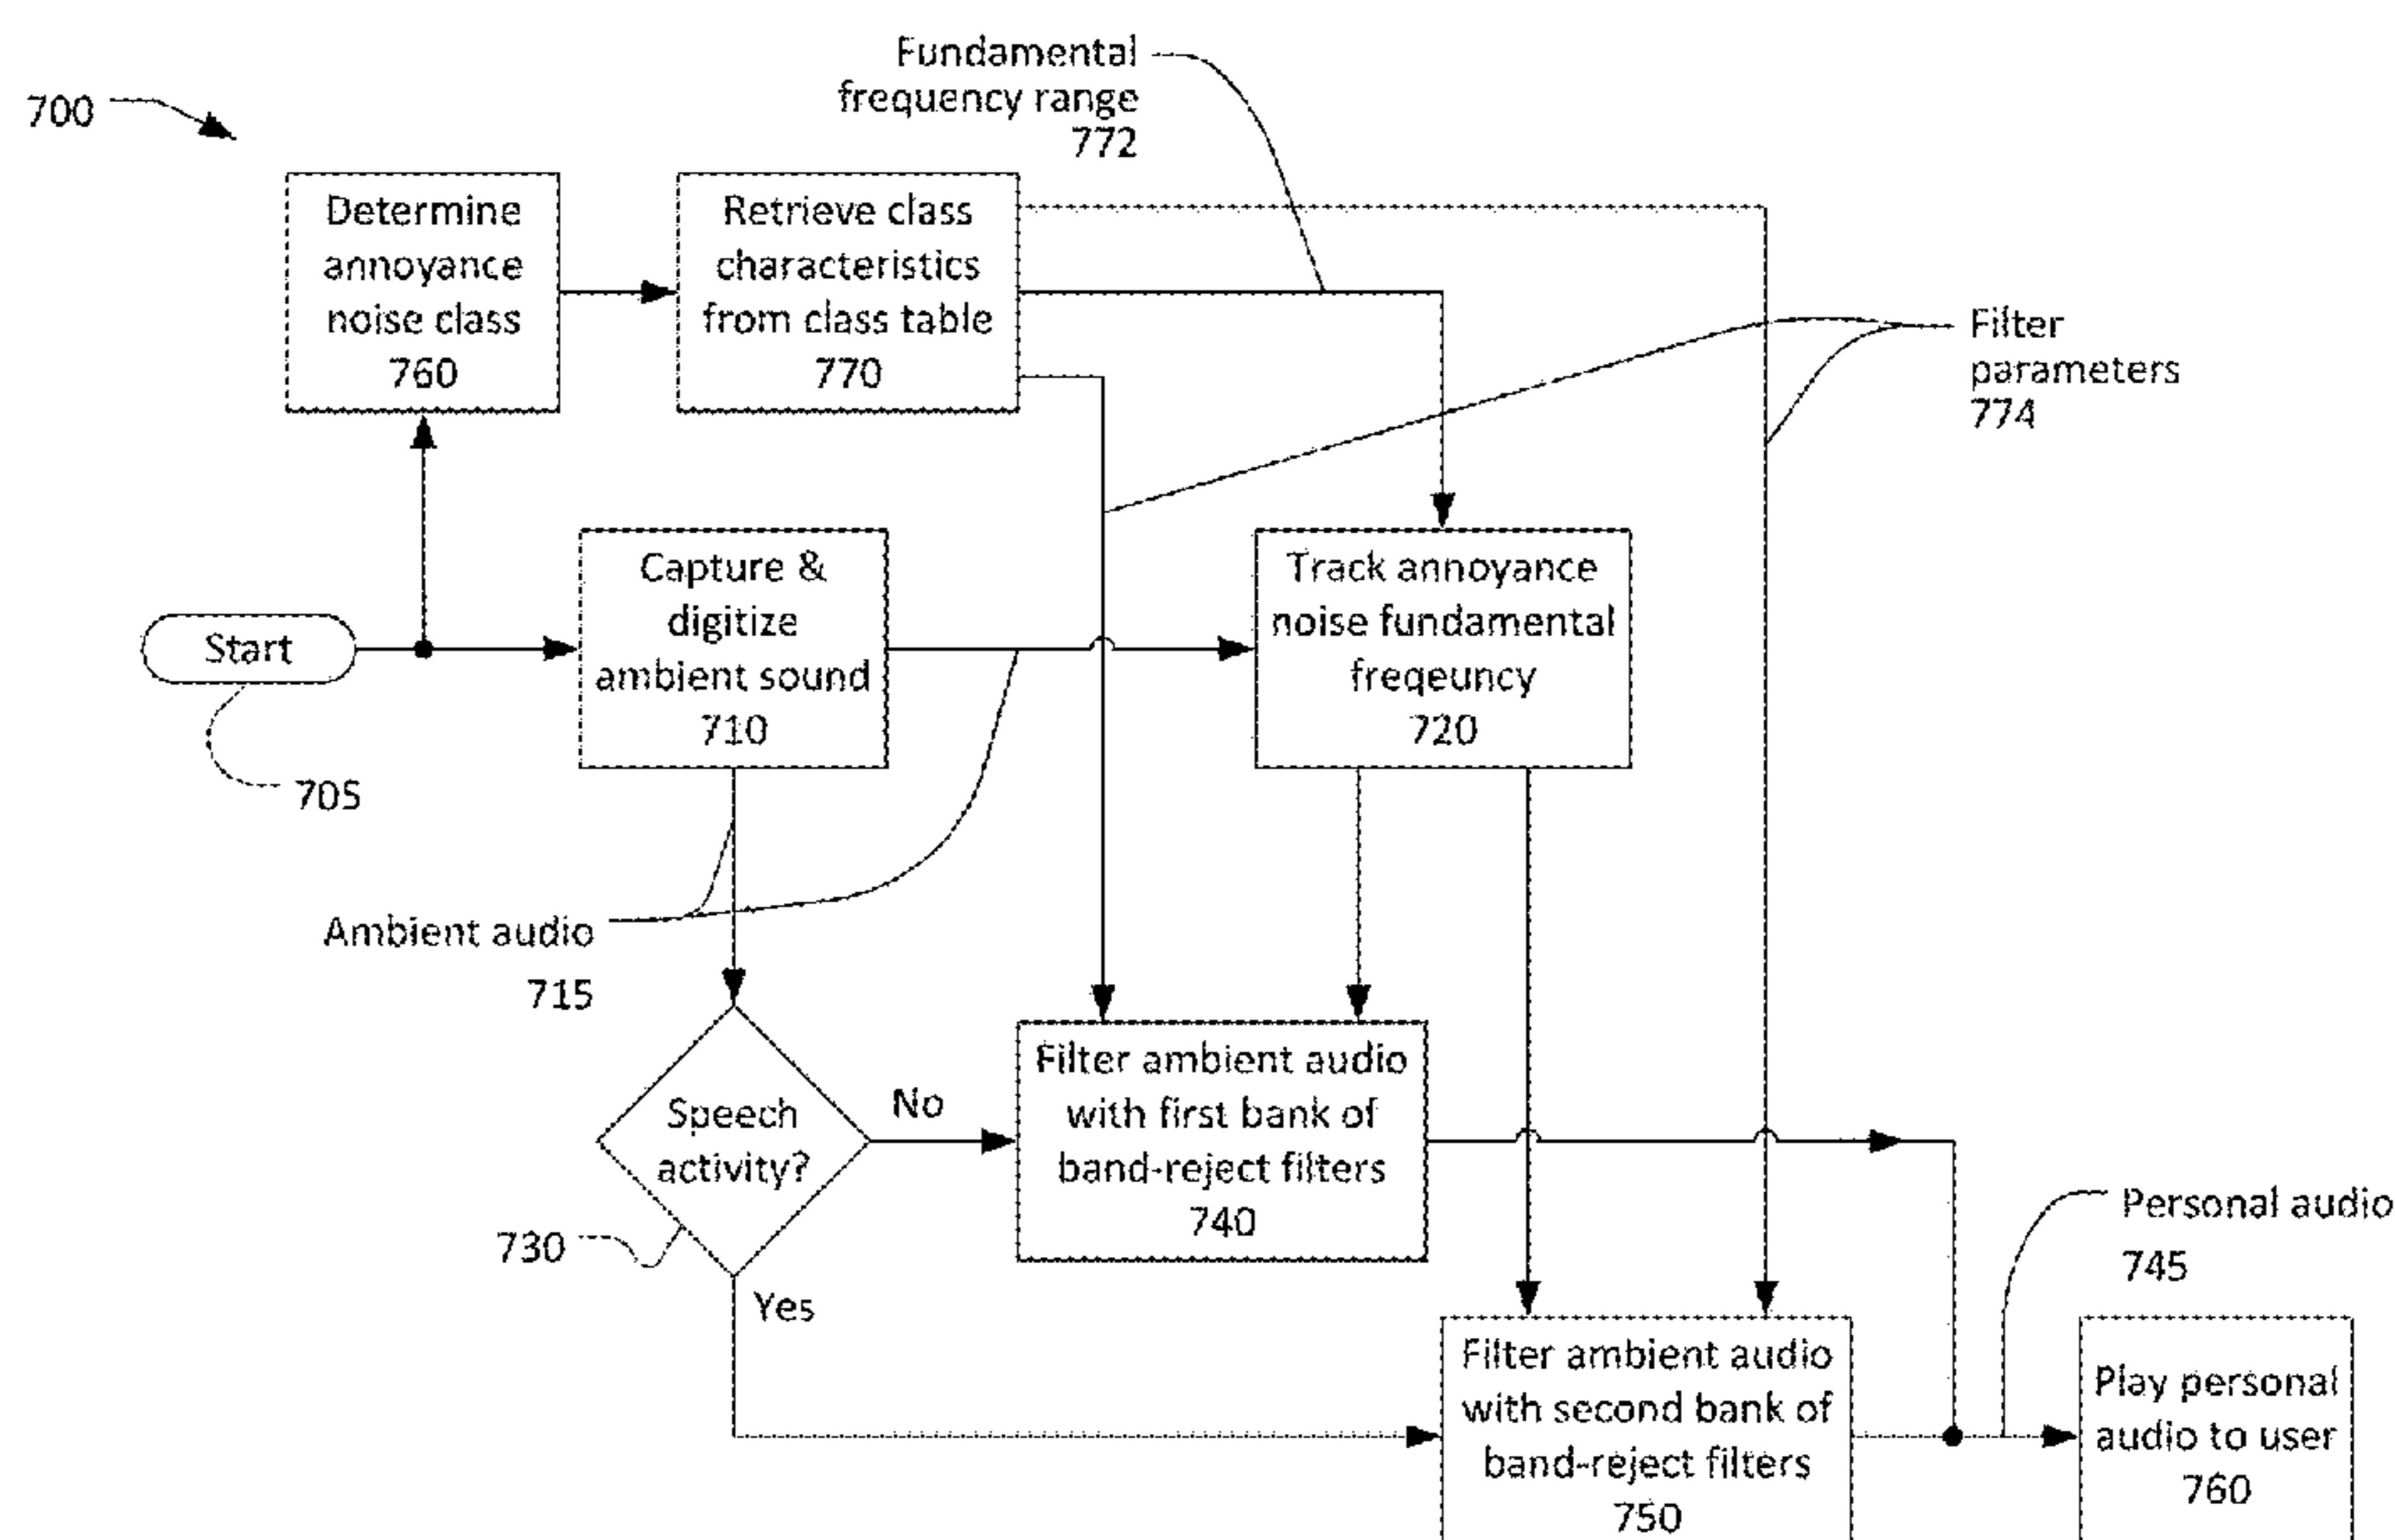 Fundamental
frequency range
772
700
Determine
annoyance
noise class
760
Retrieve class
characteristics
from class table
770
Filter
parameters
774
Start
705
Capture &
digitize
ambient sound
710
Track annoyance
noise fundamental
freqeuncy
720
Ambient audio
715
Speech
activity?
730
No
Yes
Filter ambient audio
with first bank of
band-reject filters
740
Personal audio
745
Filter ambient audio
with second bank of
band-reject filters
750
Play personal
audio to user
760